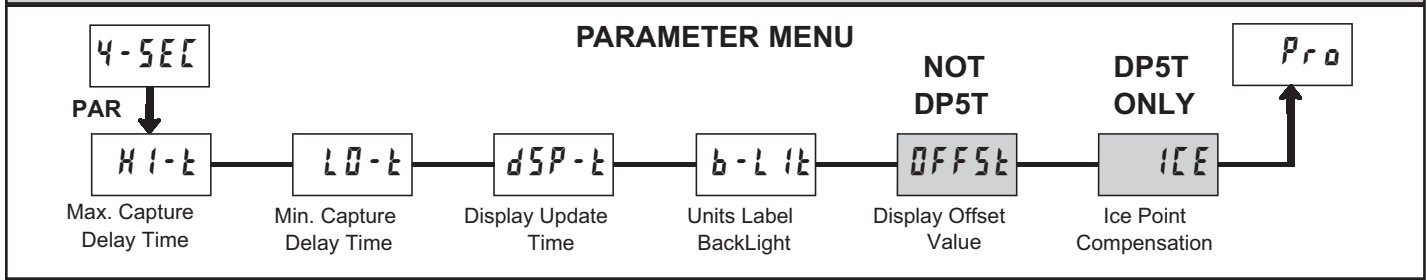 PARAMETER MENU
4-SEC
Pro
NOT
DP5T
DP5T
ONLY
PAR
HI-t
LO-t
dSP-t
b-LIt
OFFSt
ICE
Max. Capture
Delay Time
Min. Capture
Delay Time
Display Update
Time
Units Label
BackLight
Display Offset
Value
Ice Point
Compensation